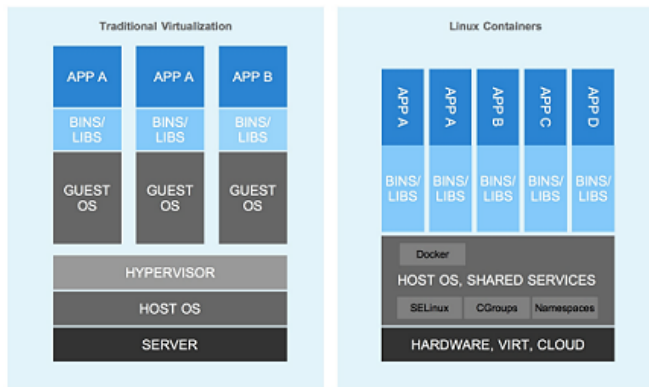 Traditional Virtualization
APP A
APP A
APP B
BINS/
LIBS
BINS/
LIBS
BINS/
LIBS
GUEST
OS
GUEST
OS
GUEST
OS
HYPERVISOR
HOST OS
SERVER
Linux Containers
APP A
APP A
APP B
APP C
APP D
BINS/
LIBS
BINS/
LIBS
BINS/
LIBS
BINS/
LIBS
BINS/
LIBS
Docker
HOST OS, SHARED SERVICES
SELinux
CGroups
Namespaces
HARDWARE, VIRT, CLOUD